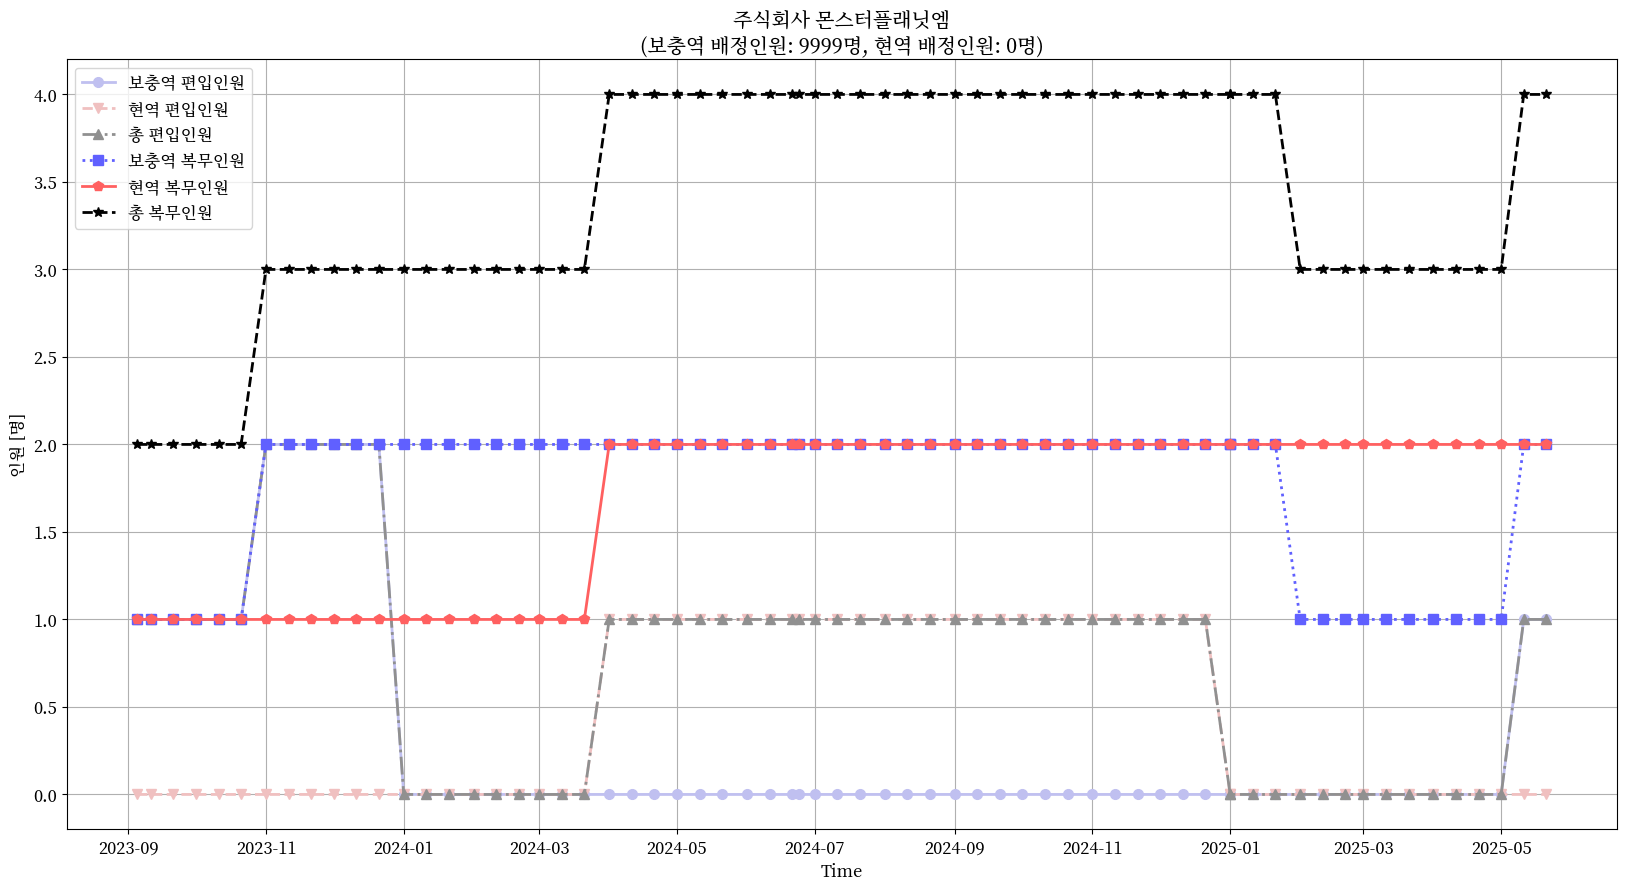 주식회사 몬스터플래닛엠
(보충역 배정인원: 9999명, 현역 배정인원: 0명)
보충역 편입인원
현역 편입인원
총 편입인원
보충역 복무인원
현역 복무인원
총 복무인원
4.0
3.5
3.0
2.5
2.0
1.5
1.0
0.5
0.0
인원 [명]
2023-09 2023-11 2024-01 2024-03 2024-05 2024-07 2024-09 2024-11 2025-01 2025-03 2025-05
Time